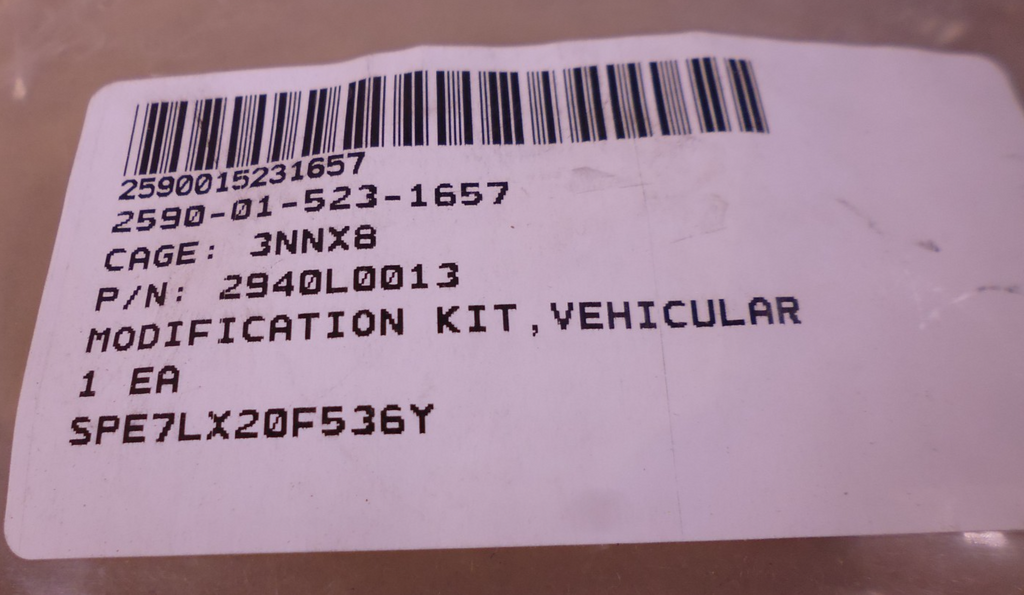 2590015231657
2590-01-523-1657
CAGE: 3NNX8
P/N: 2940L0013
MODIFICATION KIT,VEHICULAR
1 EA
SPE7LX20F536Y